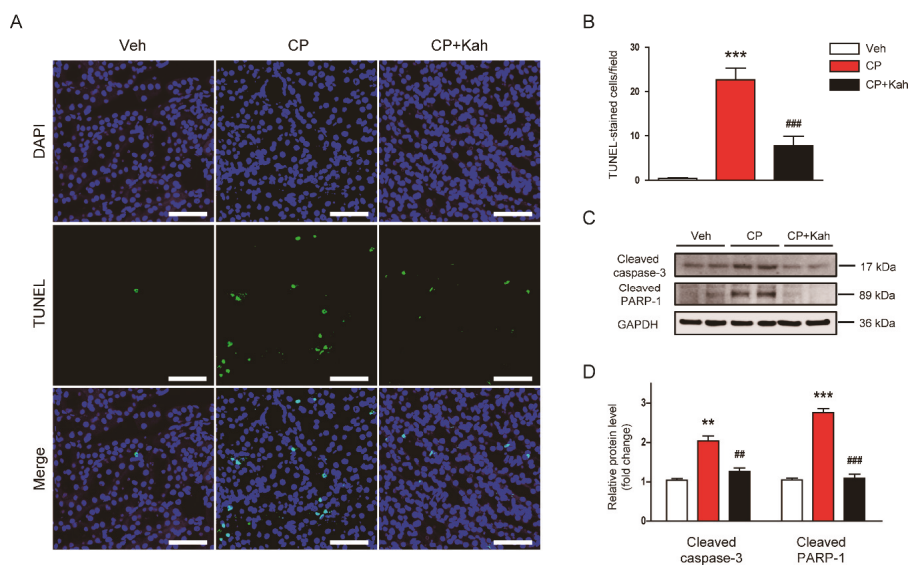 A
Veh
CP
CP+Kah
DAPI
TUNEL
Merge
B
TUNEL-stained cells/field
30
20
10
0
***
###
Veh
CP
CP+Kah
C
Veh
CP
CP+Kah
Cleaved
caspase-3
17 kDa
Cleaved
PARP-1
89 kDa
GAPDH
36 kDa
D
Relative protein level
(fold change)
3
2
1
0
**
##
***
###
Cleaved
caspase-3
Cleaved
PARP-1